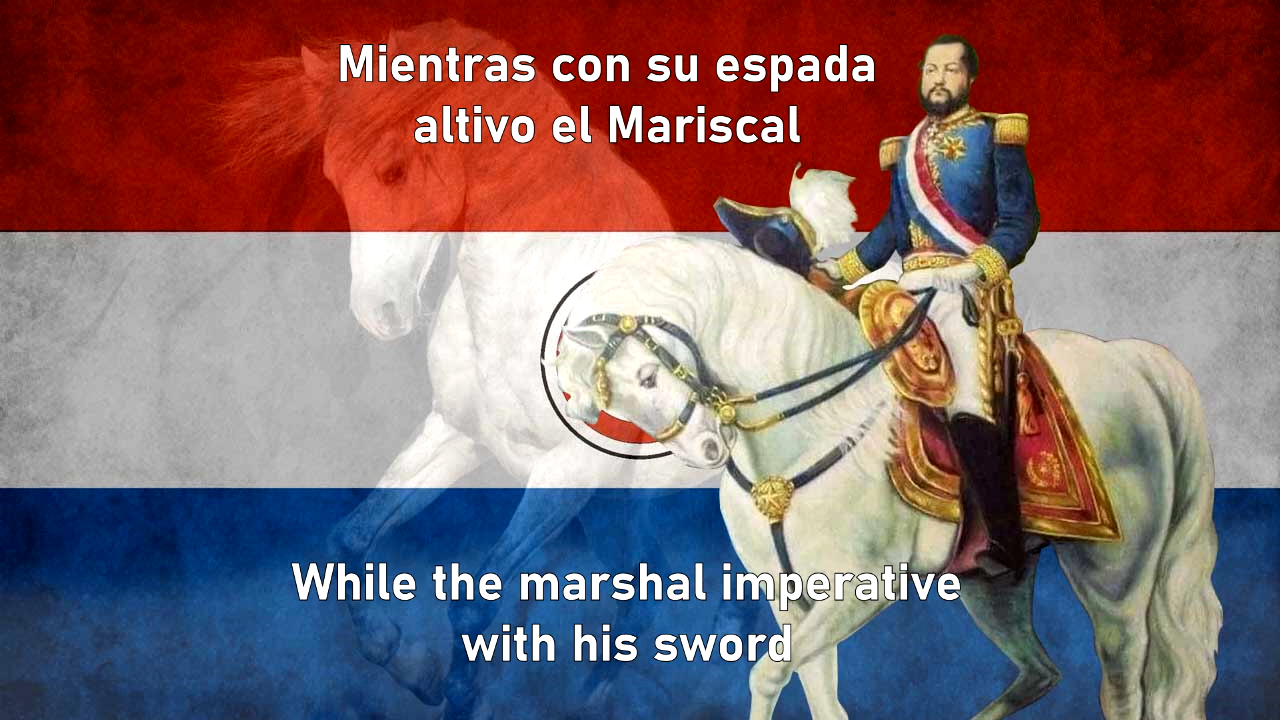 Mientras con su espada
altivo el Mariscal
While the marshal imperative
with his sword